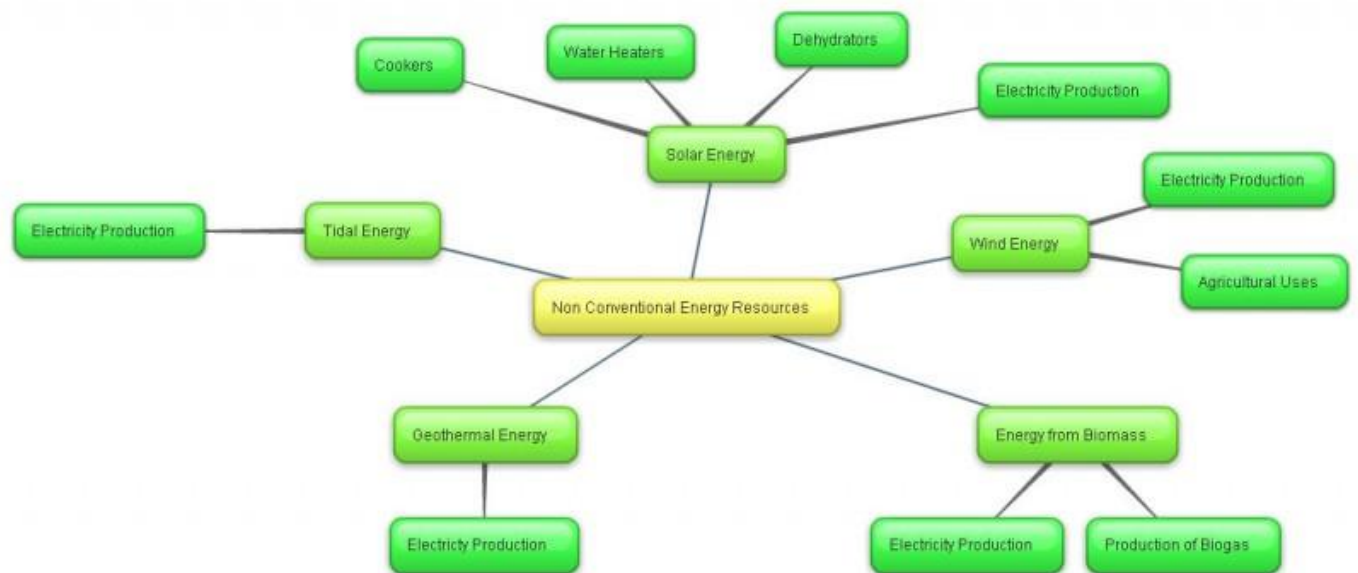 Dehydrators
Water Heaters
Cookers
Electricity Production
Solar Energy
Electricity Production
Electricity Production
Tidal Energy
Wind Energy
Agricultural Uses
Non Conventional Energy Resources
Geothermal Energy
Energy from Biomass
Electricty Production
Electricity Production
Production of Biogas